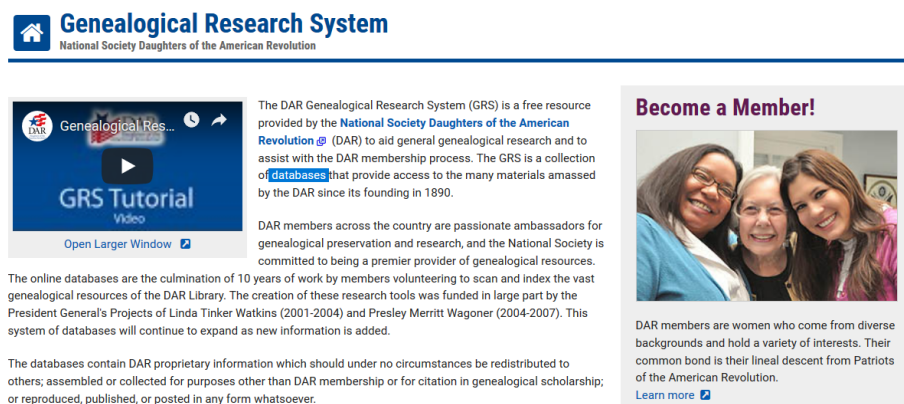 Genealogical Research System
National Society Daughters of the American Revolution
DAR
Genealogical Res...
DAR
GRS Tutorial
Video
Open Larger Window
The DAR Genealogical Research System (GRS) is a free resource
provided by the National Society Daughters of the American
Revolution (DAR) to aid general genealogical research and to
assist with the DAR membership process. The GRS is a collection
of databases that provide access to the many materials amassed
by the DAR since its founding in 1890.
DAR members across the country are passionate ambassadors for
genealogical preservation and research, and the National Society is
committed to being a premier provider of genealogical resources.
The online databases are the culmination of 10 years of work by members volunteering to scan and index the vast
genealogical resources of the DAR Library. The creation of these research tools was funded in large part by the
President General's Projects of Linda Tinker Watkins (2001-2004) and Presley Merritt Wagoner (2004-2007). This
system of databases will continue to expand as new information is added.
The databases contain DAR proprietary information which should under no circumstances be redistributed to
others; assembled or collected for purposes other than DAR membership or for citation in genealogical scholarship;
or reproduced, published, or posted in any form whatsoever.
Become a Member!
DAR members are women who come from diverse
backgrounds and hold a variety of interests. Their
common bond is their lineal descent from Patriots
of the American Revolution.
Learn more